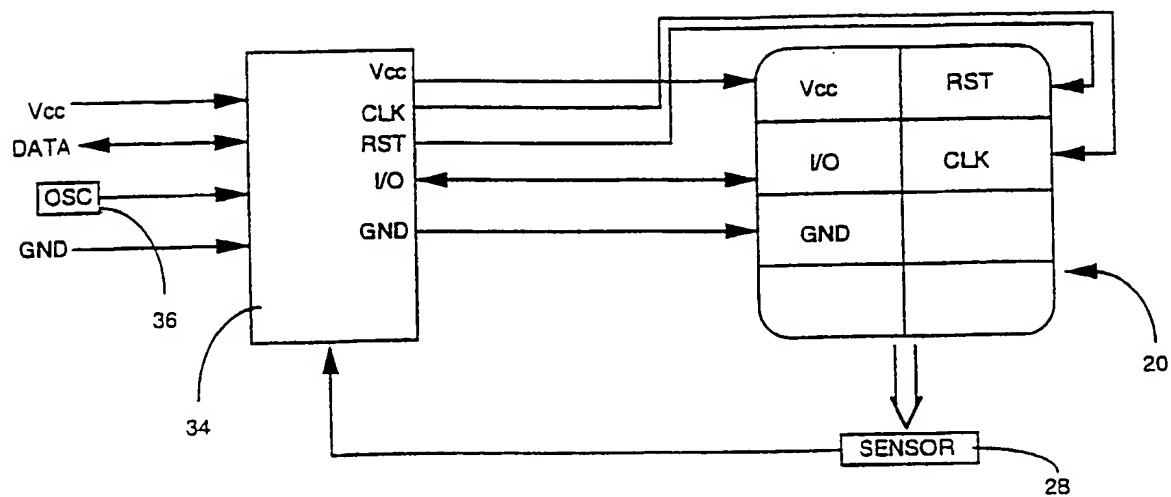 Vcc
DATA
OSC
GND
36
34
Vcc
CLK
RST
I/O
GND
Vcc
RST
I/O
CLK
GND
20
SENSOR
28